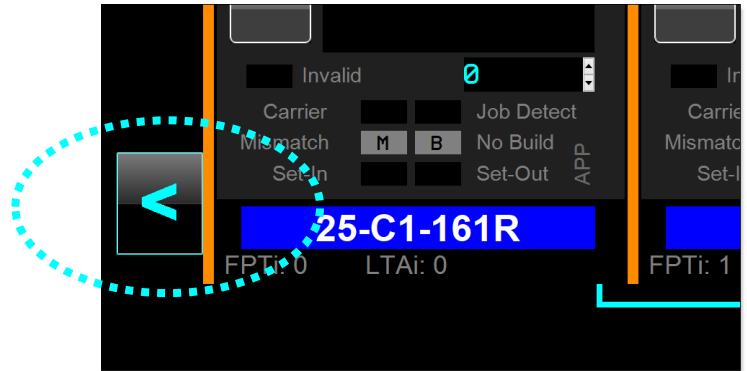 Invalid 0 In
Carrier Job Detect Carrie
Mismatch M B No Build Mismatc
Set-In Set-Out APP Set-I
<
25-C1-161R
FPTi: 0 LTAi: 0 FPTi: 1